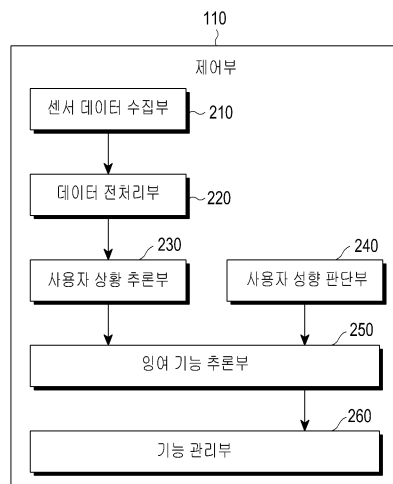 110
제어부
센서 데이터 수집부
210
데이터 전처리부
220
230
240
사용자 상황 추론부
사용자 성향 판단부
250
잉여 기능 추론부
260
기능 관리부